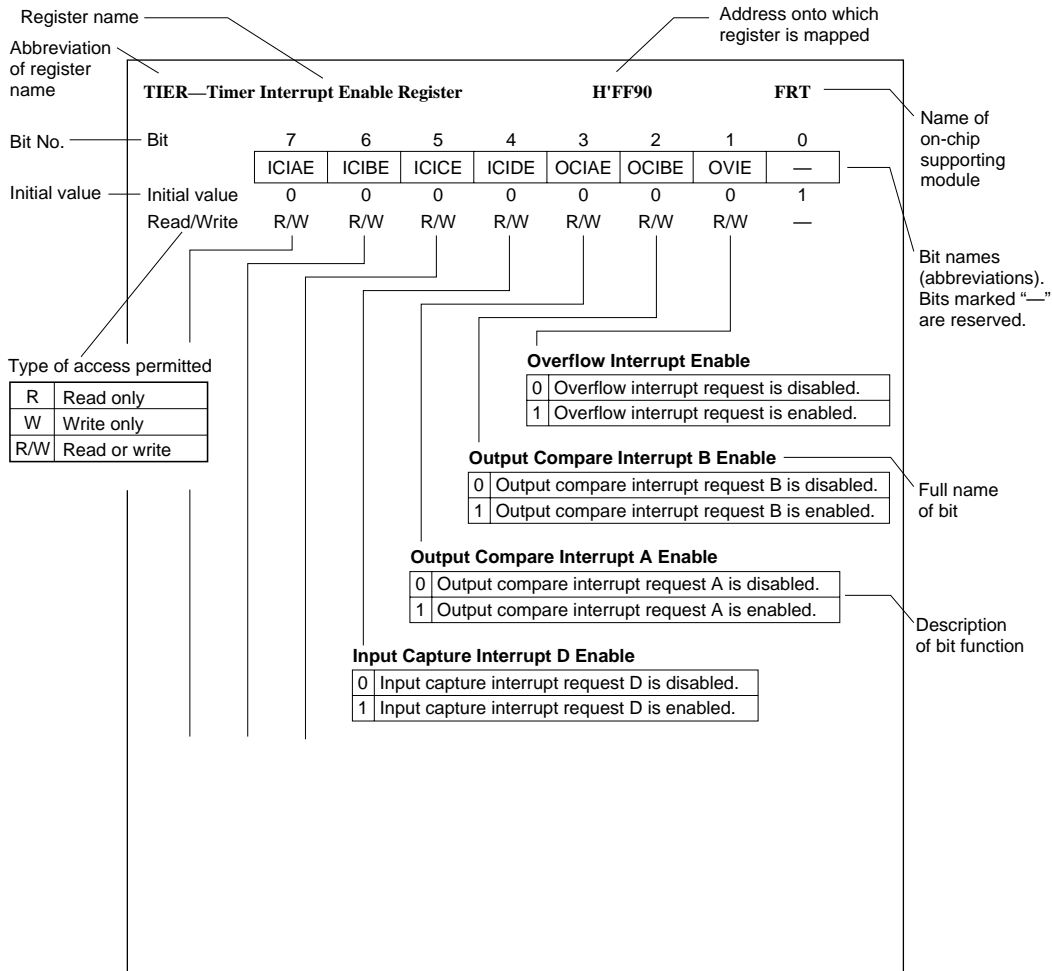 Register name
Address onto which
register is mapped
Abbreviation
of register
name
TIER—Timer Interrupt Enable Register H'FF90 FRT
Name of
on-chip
supporting
module
Bit No.
Bit 7 6 5 4 3 2 1 0
ICIAE ICIBE ICICE ICIDE OCIAE OCIBE OVIE —
Initial value
Initial value 0 0 0 0 0 0 0 1
Read/Write R/W R/W R/W R/W R/W R/W R/W —
Bit names
(abbreviations).
Bits marked “—”
are reserved.
Type of access permitted
R Read only
W Write only
R/W Read or write
Overflow Interrupt Enable
0 Overflow interrupt request is disabled.
1 Overflow interrupt request is enabled.
Output Compare Interrupt B Enable
0 Output compare interrupt request B is disabled.
1 Output compare interrupt request B is enabled.
Full name
of bit
Output Compare Interrupt A Enable
0 Output compare interrupt request A is disabled.
1 Output compare interrupt request A is enabled.
Description
of bit function
Input Capture Interrupt D Enable
0 Input capture interrupt request D is disabled.
1 Input capture interrupt request D is enabled.